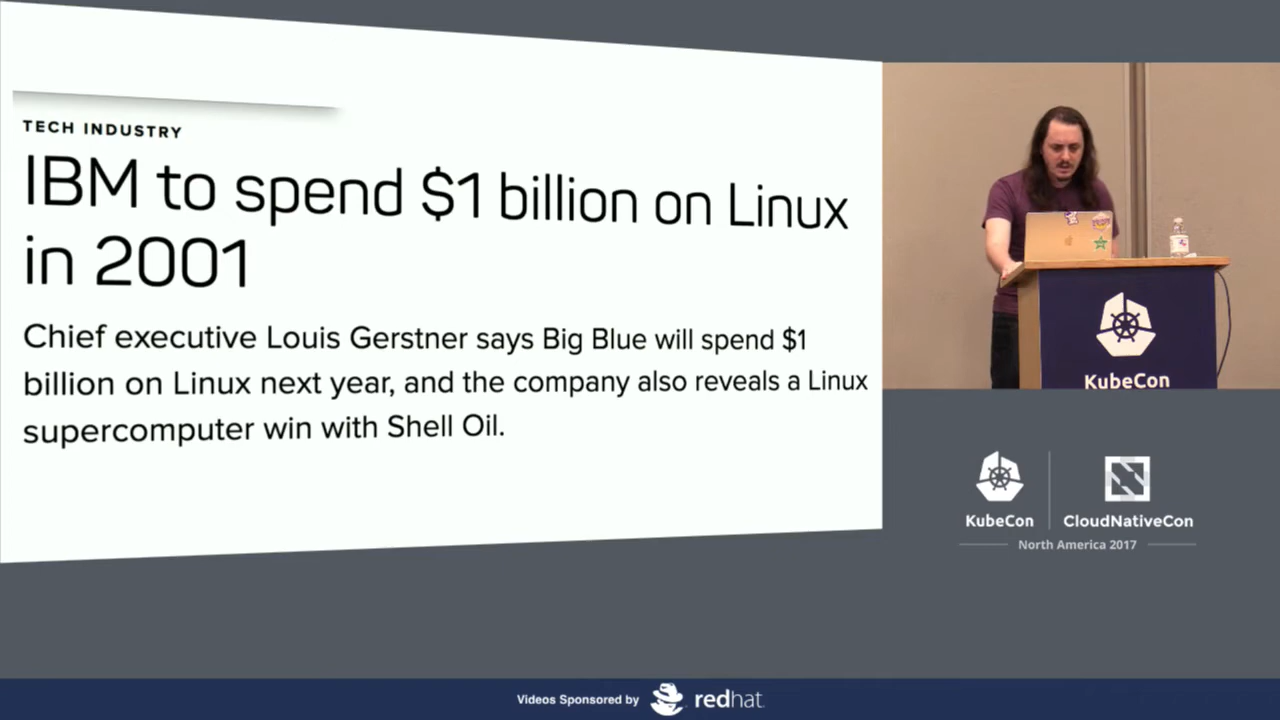 TECH INDUSTRY
IBM to spend $1 billion on Linux
in 2001
Chief executive Louis Gerstner says Big Blue will spend $1
billion on Linux next year, and the company also reveals a Linux
supercomputer win with Shell Oil.
KubeCon
KubeCon
CloudNativeCon
North America 2017
Videos Sponsored by
redhat.